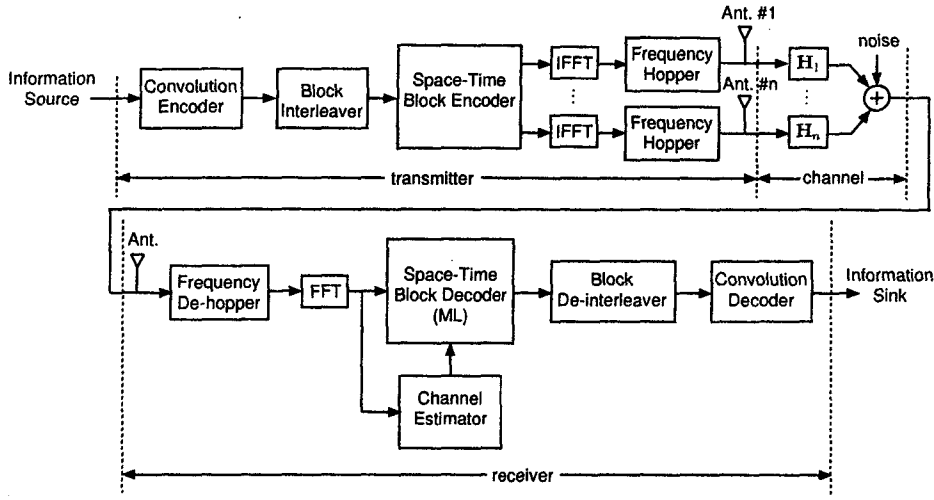 Ant. #1
noise
Information
Source
Convolution
Encoder
Block
Interleaver
Space-Time
Block Encoder
IFFT
Frequency
Hopper
H1
Ant. #n
IFFT
Frequency
Hopper
Hn
+
transmitter
channel
Ant.
Frequency
De-hopper
FFT
Space-Time
Block Decoder
(ML)
Block
De-interleaver
Convolution
Decoder
Information
Sink
Channel
Estimator
receiver